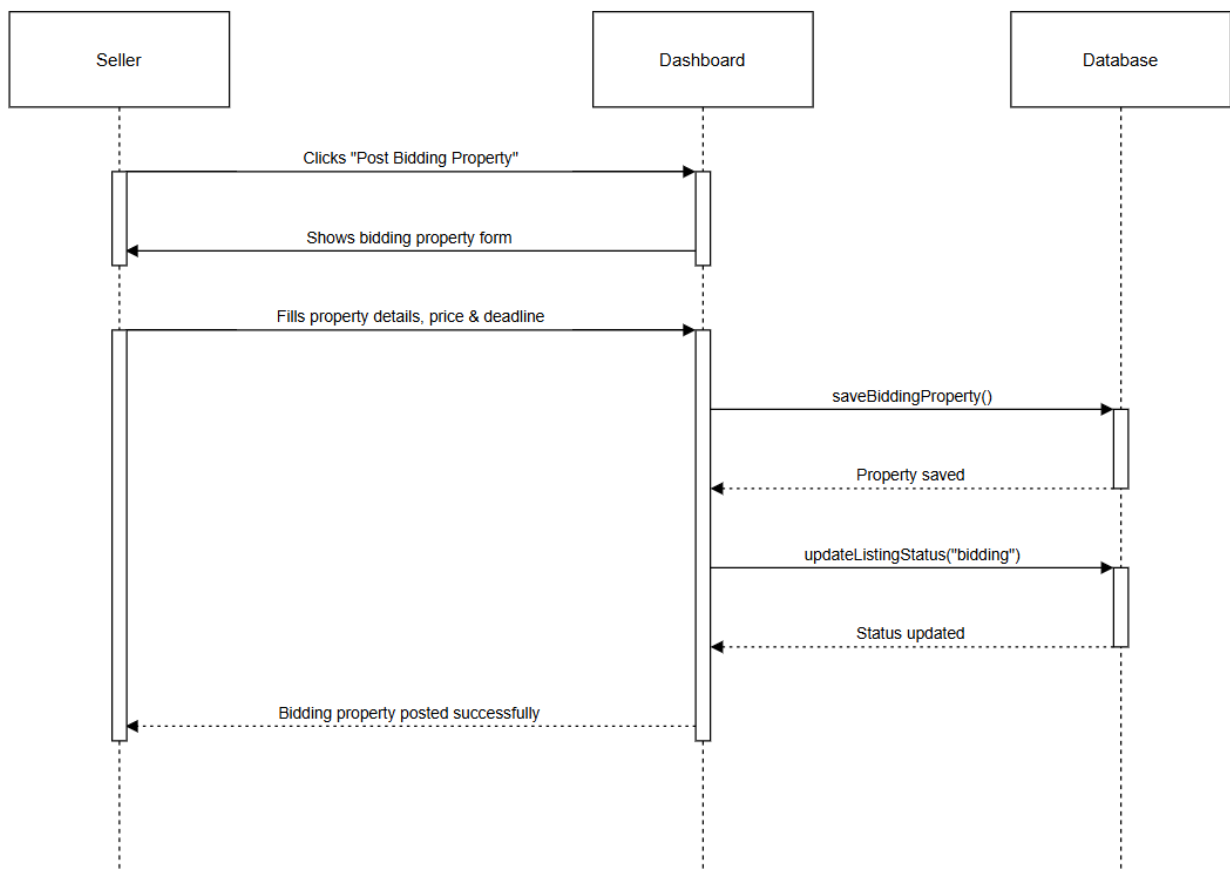 Seller
Dashboard
Database
Clicks "Post Bidding Property"
Shows bidding property form
Fills property details, price & deadline
saveBiddingProperty()
Property saved
updateListingStatus("bidding")
Status updated
Bidding property posted successfully